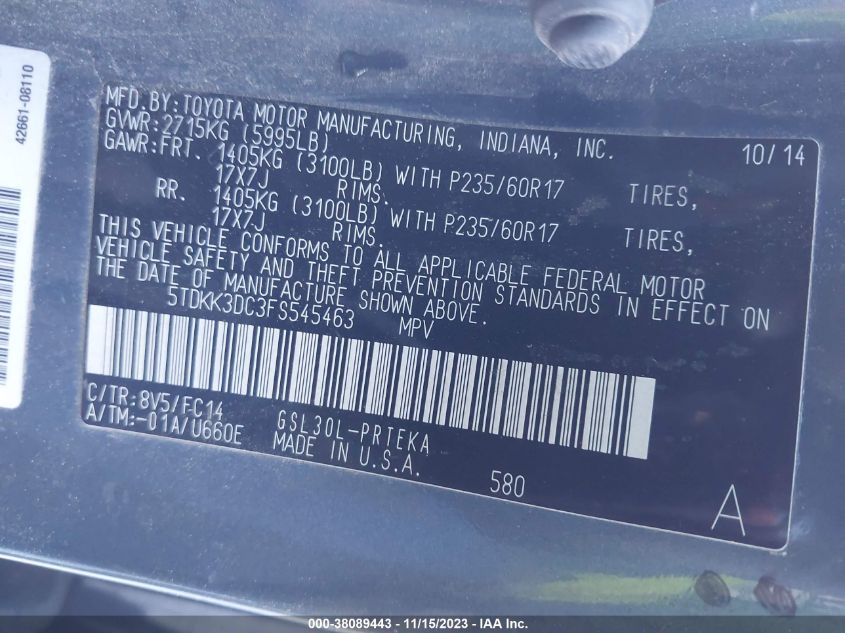 42661-08110
MFD.BY:TOYOTA MOTOR MANUFACTURING, INDIANA, INC. 10/14
GVWR:2715KG (5995LB)
GAWR:FRT. 1405KG (3100LB) WITH P235/60R17 TIRES,
17X7J RIMS.
RR. 1405KG (3100LB) WITH P235/60R17 TIRES,
17X7J RIMS.
THIS VEHICLE CONFORMS TO ALL APPLICABLE FEDERAL MOTOR
VEHICLE SAFETY AND THEFT PREVENTION STANDARDS IN EFFECT ON
THE DATE OF MANUFACTURE SHOWN ABOVE.
5TDKK3DC3FS545463 MPV
C/TR:8V5/FC14
A/TM:-01A/U660E
GSL30L-PRTEKA
MADE IN U.S.A.
580
A
000-38089443 - 11/15/2023 - IAA Inc.